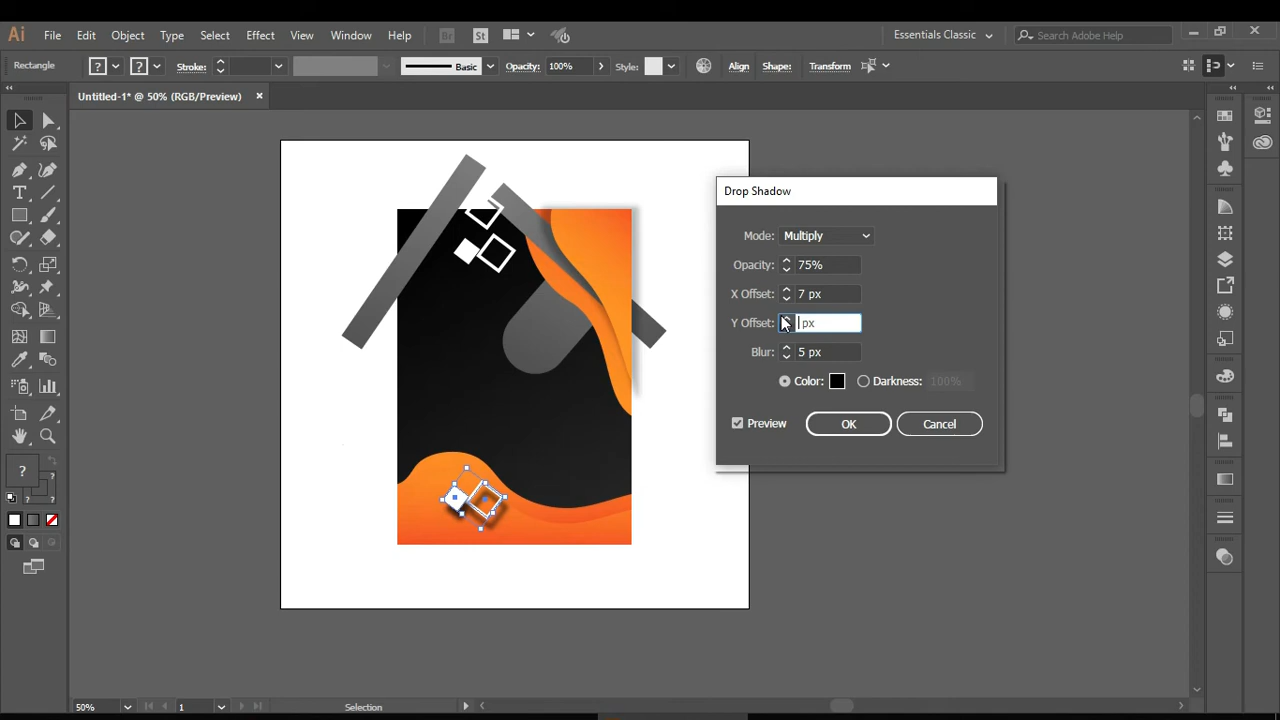 Ai File Edit Object Type Select Effect View Window Help Br St Essentials Classic Search Adobe Help
Rectangle ? ? Stroke: Basic Opacity: 100% Style: Align Shape: Transform
Untitled-1* @ 50% (RGB/Preview) ×
Drop Shadow
Mode: Multiply
Opacity: 75%
X Offset: 7 px
Y Offset: px
Blur: 5 px
Color: Darkness: 100%
Preview OK Cancel
T
?
50% 1 Selection